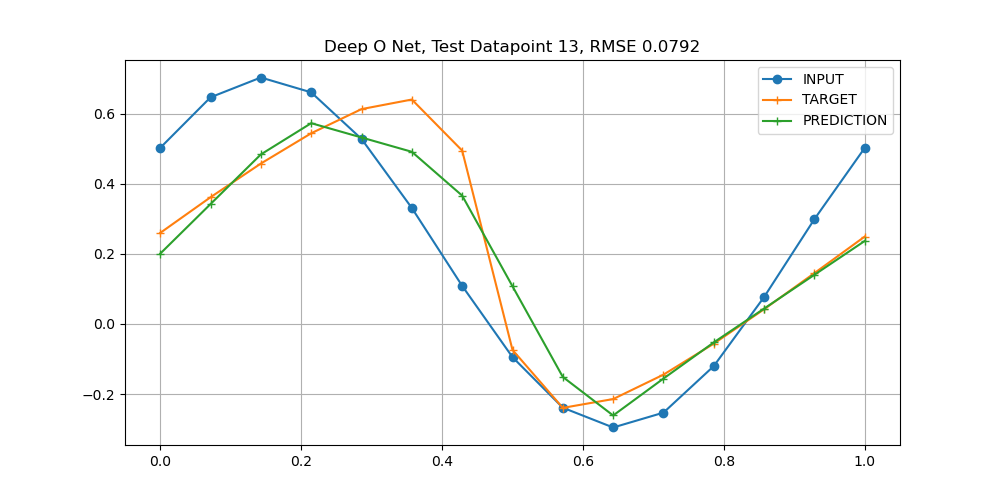 Deep O Net, Test Datapoint 13, RMSE 0.0792
INPUT
TARGET
PREDICTION
0.6
0.4
0.2
0.0
−0.2
0.0 0.2 0.4 0.6 0.8 1.0